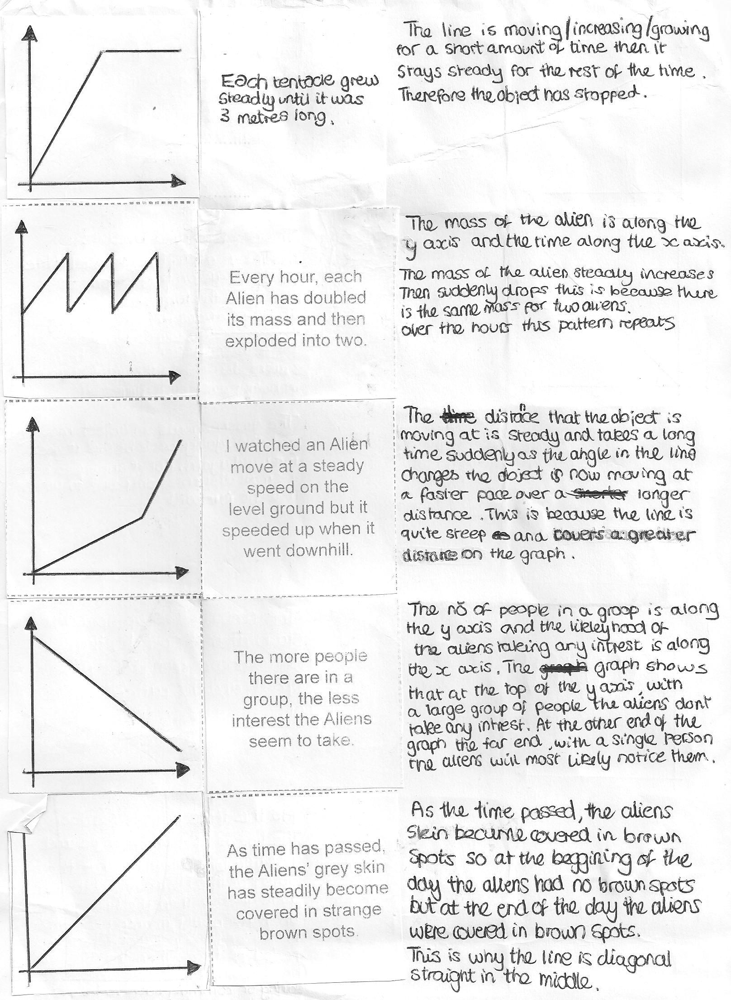 Each tentacle grew
steadly until it was
3 metres long.
The line is moving/increasing/growing
for a short amount of time then it
stays steady for the rest of the time.
Therefore the object has stopped.
Every hour, each
Alien has doubled
its mass and then
exploded into two.
The mass of the alien is along the
y axis and the time along the x axis.
The mass of the alien steadly increases
Then suddenly drops this is because there
is the same mass for two aliens.
over the hours this pattern repeats
I watched an Alien
move at a steady
speed on the
level ground but it
speeded up when it
went downhill.
The time distance that the object is
moving at is steady and takes a long
time suddenly as the angle in the line
changes the object is now moving at
a faster pace over a shorter longer
distance. This is because the line is
quite steep and covers a greater
distance on the graph.
The more people
there are in a
group, the less
interest the Aliens
seem to take.
The no of people in a groop is along
the y axis and the likleyhood of
the aliens taking any intrest is along
the x axis. The graph graph shows
that at the top of the y axis, with
a large group of people the aliens dont
take any intrest. At the other end of the
graph the far end, with a single Person
the aliens will most likely notice them.
As time has passed,
the Aliens' grey skin
has steadily become
covered in strange
brown spots.
As the time passed, the aliens
skin became covered in brown
spots so at the beggining of the
day the aliens had no brown spots
but at the end of the day the aliens
were covered in brown spots.
This is why the line is diagonal
straight in the middle.